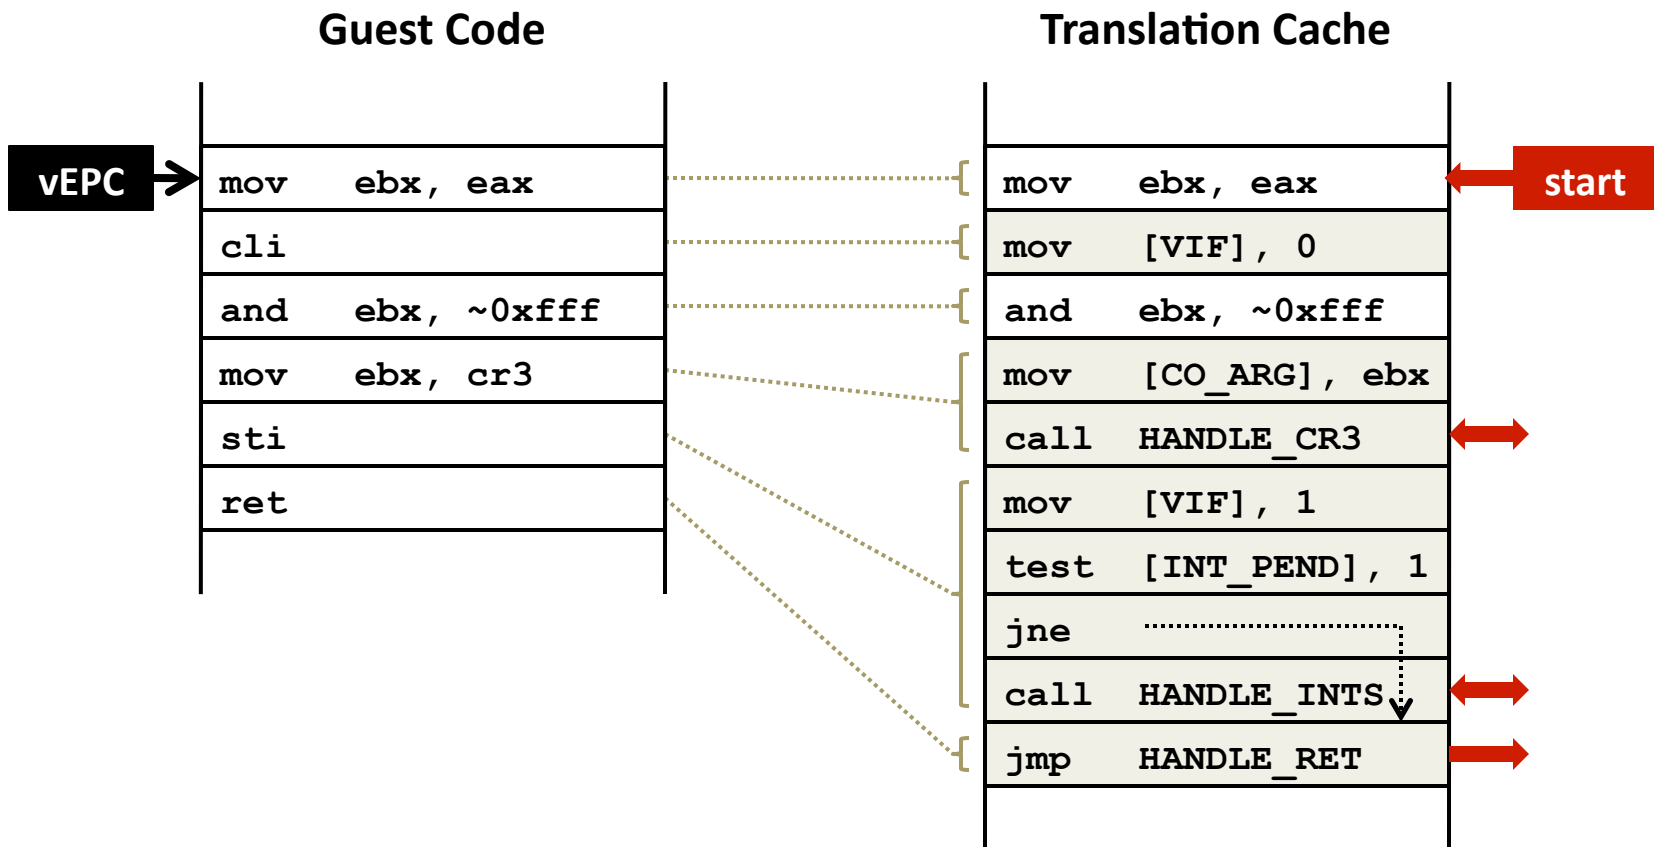 Guest Code
vEPC
mov ebx, eax
cli
and ebx, ~0xfff
mov ebx, cr3
sti
ret
Translation Cache
start
mov ebx, eax
mov [VIF], 0
and ebx, ~0xfff
mov [CO_ARG], ebx
call HANDLE_CR3
mov [VIF], 1
test [INT_PEND], 1
jne
call HANDLE_INTS
jmp HANDLE_RET